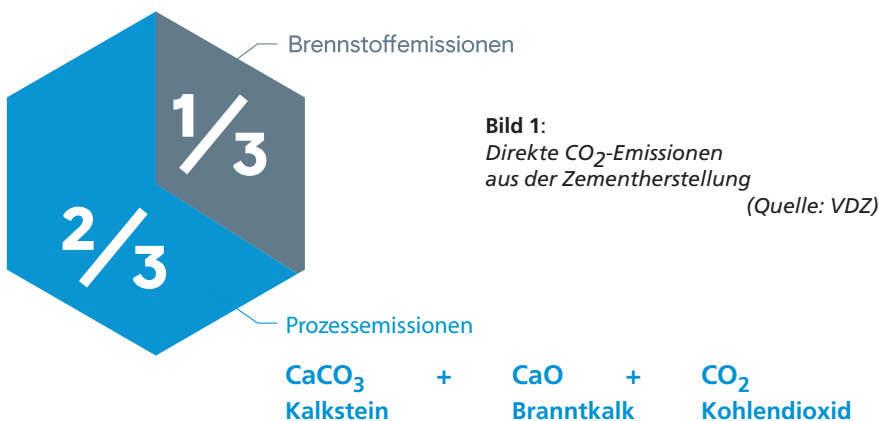 Brennstoffemissionen
1/3
Bild 1:
Direkte CO2-Emissionen
aus der Zementherstellung
(Quelle: VDZ)
2/3
Prozessemissionen
CaCO3 + CaO + CO2
Kalkstein Branntkalk Kohlendioxid